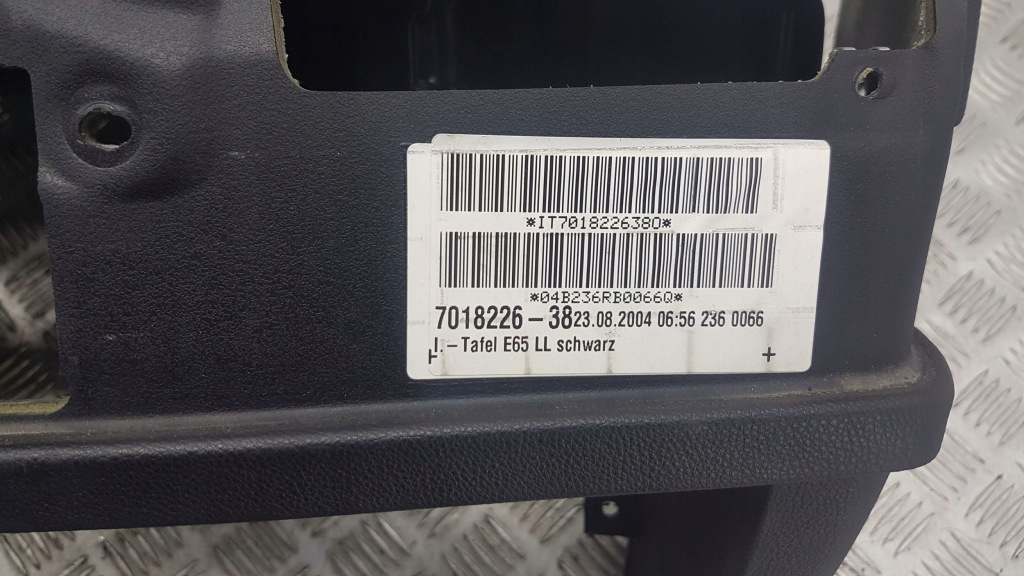 *IT7018226380*
*04B236RB0066Q*
7018226-38 23.08.2004 06:56 236 0066
I.-Tafel E65 LL schwarz